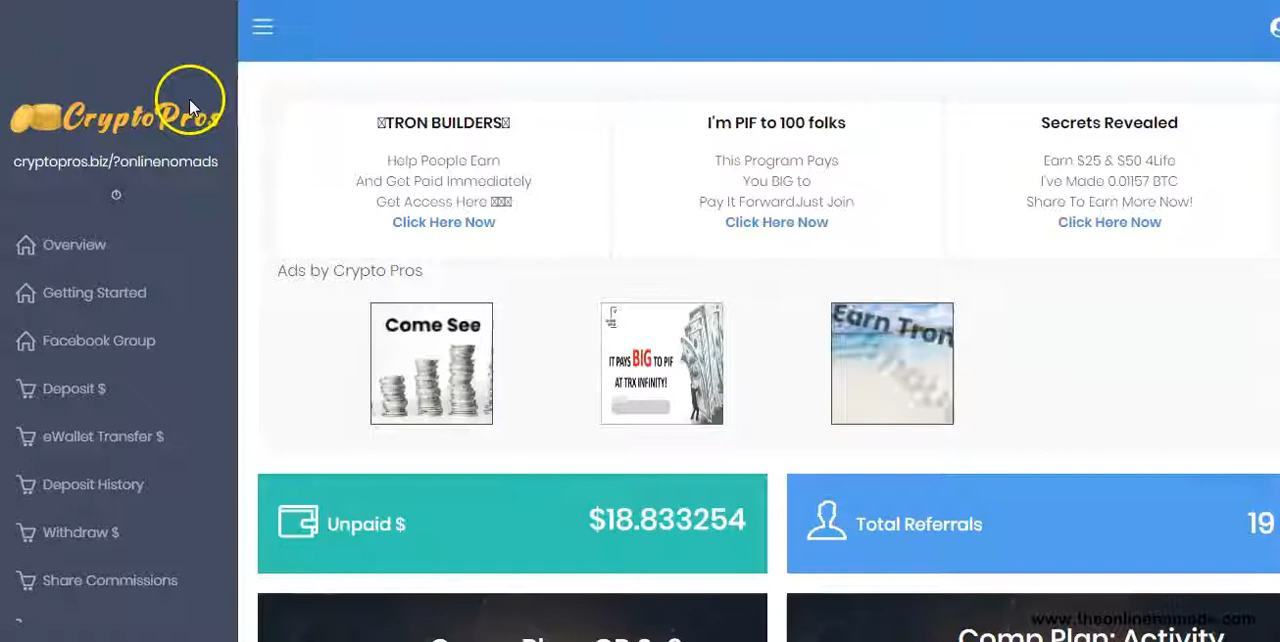 CryptoPros
cryptopros.biz/?onlinenomads
Overview
Getting Started
Facebook Group
Deposit $
eWallet Transfer $
Deposit History
Withdraw $
Share Commissions
TRON BUILDERS
Help People Earn
And Get Paid Immediately
Get Access Here
Click Here Now
I'm PIF to 100 folks
This Program Pays
You BIG to
Pay It Forward.Just Join
Click Here Now
Secrets Revealed
Earn $25 & $50 4Life
I've Made 0.01157 BTC
Share To Earn More Now!
Click Here Now
Ads by Crypto Pros
Come See
IT PAYS BIG TO PIF
AT TRX INFINITY!
Earn Tron
Unpaid $
$18.833254
Total Referrals
19
Comp Plan: Activity